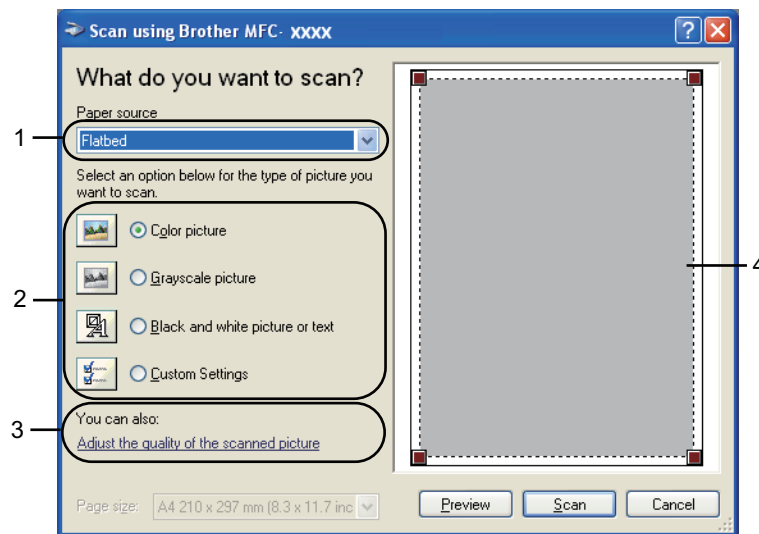 Scan using Brother MFC- XXXX
What do you want to scan?
Paper source
1
Flatbed
Select an option below for the type of picture you
want to scan.
Color picture
4
Grayscale picture
2
Black and white picture or text
Custom Settings
You can also:
3
Adjust the quality of the scanned picture
Page size: A4 210 x 297 mm (8.3 x 11.7 inc
Preview Scan Cancel